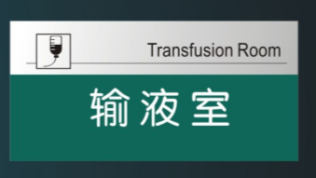 Transfusion Room
输液室